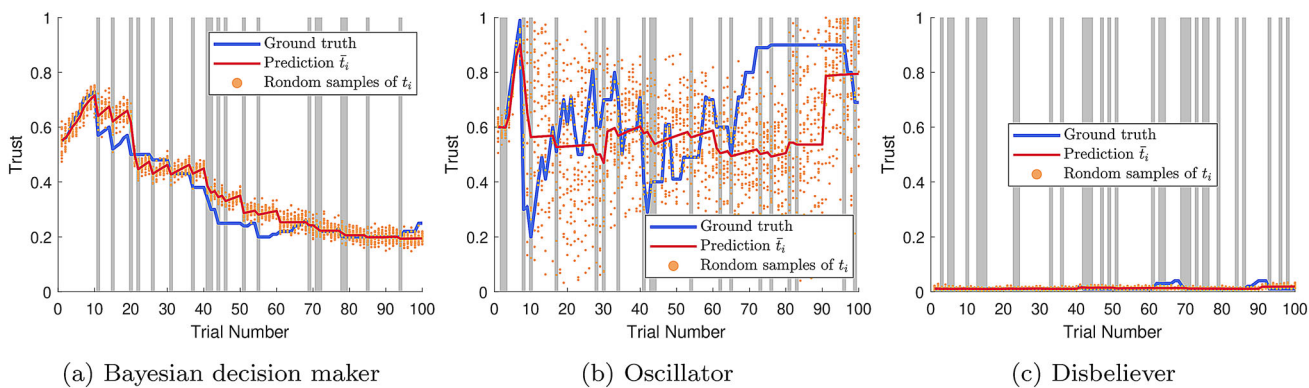 1
0.8
0.6
0.4
0.2
0
Trust
0 10 20 30 40 50 60 70 80 90 100
Trial Number
Ground truth
Prediction t̄ᵢ
Rondom samples of tᵢ
(a) Bayesian decision maker
1
0.8
0.6
0.4
0.2
0
Trust
0 10 20 30 40 50 60 70 80 90 100
Trial Number
Ground truth
Prediction t̄ᵢ
Rondom samples of tᵢ
(b) Oscillator
1
0.8
0.6
0.4
0.2
0
Trust
0 10 20 30 40 50 60 70 80 90 100
Trial Number
Ground truth
Prediction t̄ᵢ
Rondom samples of tᵢ
(c) Disbeliever